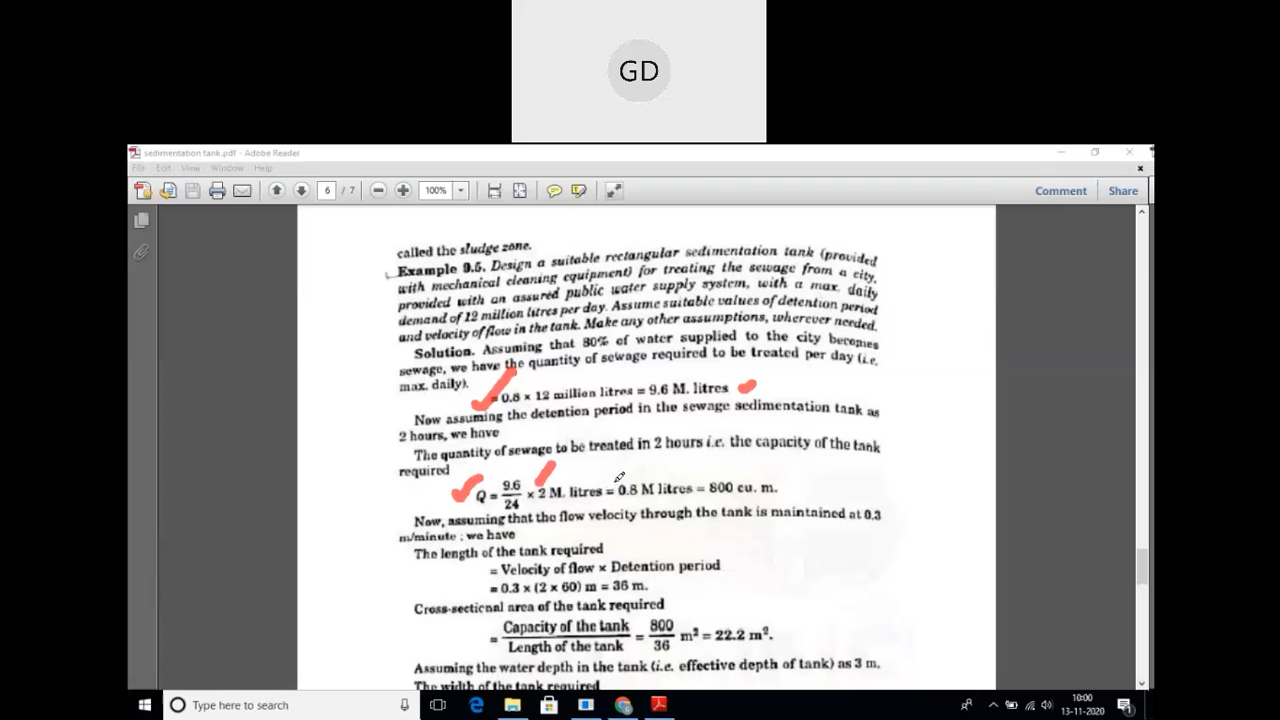 GD
sedimentation tank.pdf - Adobe Reader
File Edit View Window Help
6 / 7
100%
Comment
Share
called the sludge zone.
Example 9.5. Design a suitable rectangular sedimentation tank (provided
with mechanical cleaning equipment) for treating the sewage from a city,
provided with an assured public water supply system, with a max. daily
demand of 12 million litres per day. Assume suitable values of detention period
and velocity of flow in the tank. Make any other assumptions, wherever needed.
Solution. Assuming that 80% of water supplied to the city becomes
sewage, we have the quantity of sewage required to be treated per day (i.e.
max. daily).
= 0.8 × 12 million litres = 9.6 M. litres
Now assuming the detention period in the sewage sedimentation tank as
2 hours, we have
The quantity of sewage to be treated in 2 hours i.e. the capacity of the tank
required
Q = 9.6/24 × 2 M. litres = 0.8 M litres = 800 cu. m.
Now, assuming that the flow velocity through the tank is maintained at 0.3
m/minute ; we have
The length of the tank required
= Velocity of flow × Detention period
= 0.3 × (2 × 60) m = 36 m.
Cross-sectional area of the tank required
= Capacity of the tank / Length of the tank = 800/36 m² = 22.2 m².
Assuming the water depth in the tank (i.e. effective depth of tank) as 3 m.
The width of the tank required
Type here to search
10:00
13-11-2020
1